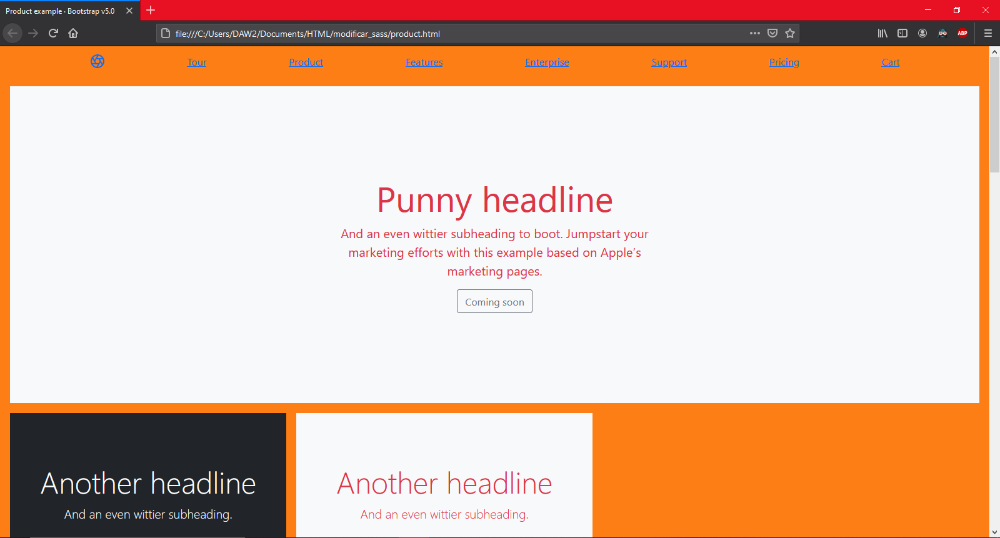 Product example · Bootstrap v5.0
file:///C:/Users/DAW2/Documents/HTML/modificar_sass/product.html
ABP
Tour Product Features Enterprise Support Pricing Cart
Punny headline
And an even wittier subheading to boot. Jumpstart your
marketing efforts with this example based on Apple’s
marketing pages.
Coming soon
Another headline
And an even wittier subheading.
Another headline
And an even wittier subheading.